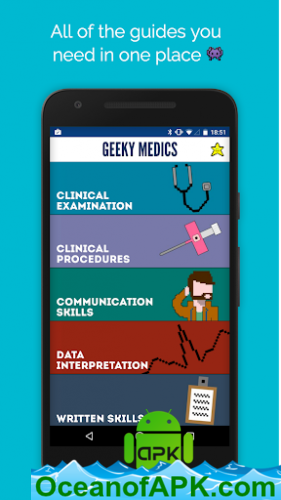 All of the guides you
need in one place
18:51
GEEKY MEDICS
CLINICAL
EXAMINATION
CLINICAL
PROCEDURES
COMMUNICATION
SKILLS
DATA
INTERPRETATION
WRITTEN SKILLS
apk
OceanofAPK.com